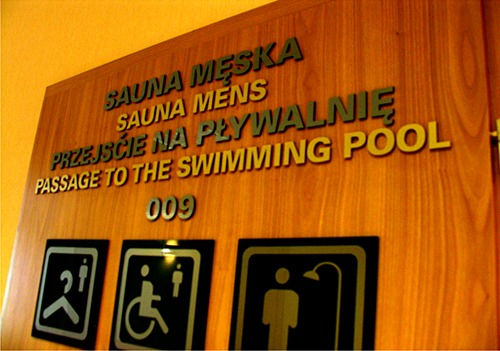 SAUNA MĘSKA
SAUNA MENS
PRZEJŚCIE NA PŁYWALNIĘ
PASSAGE TO THE SWIMMING POOL
009